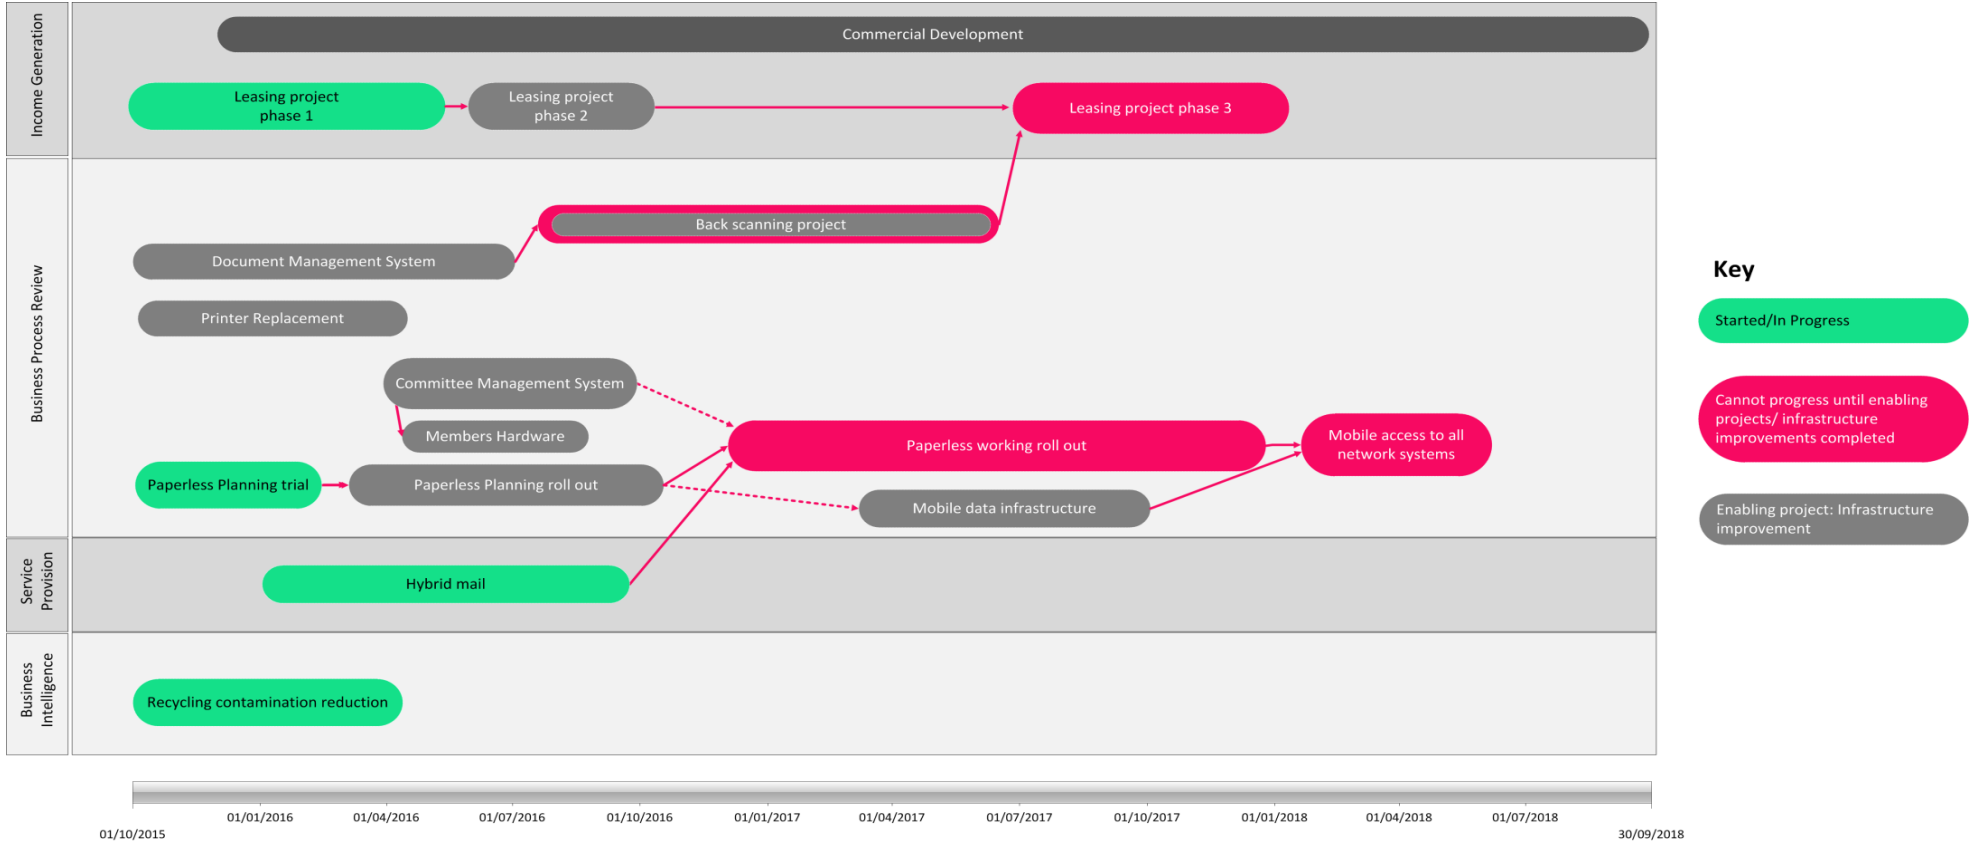 Income Generation
Commercial Development
Leasing project
phase 1
Leasing project
phase 2
Leasing project phase 3
Business Process Review
Back scanning project
Document Management System
Printer Replacement
Committee Management System
Members Hardware
Paperless working roll out
Mobile access to all
network systems
Paperless Planning trial
Paperless Planning roll out
Mobile data infrastructure
Service
Provision
Hybrid mail
Business
Intelligence
Recycling contamination reduction
Key
Started/In Progress
Cannot progress until enabling
projects/ infrastructure
improvements completed
Enabling project: Infrastructure
improvement
01/10/2015
01/01/2016
01/04/2016
01/07/2016
01/10/2016
01/01/2017
01/04/2017
01/07/2017
01/10/2017
01/01/2018
01/04/2018
01/07/2018
30/09/2018